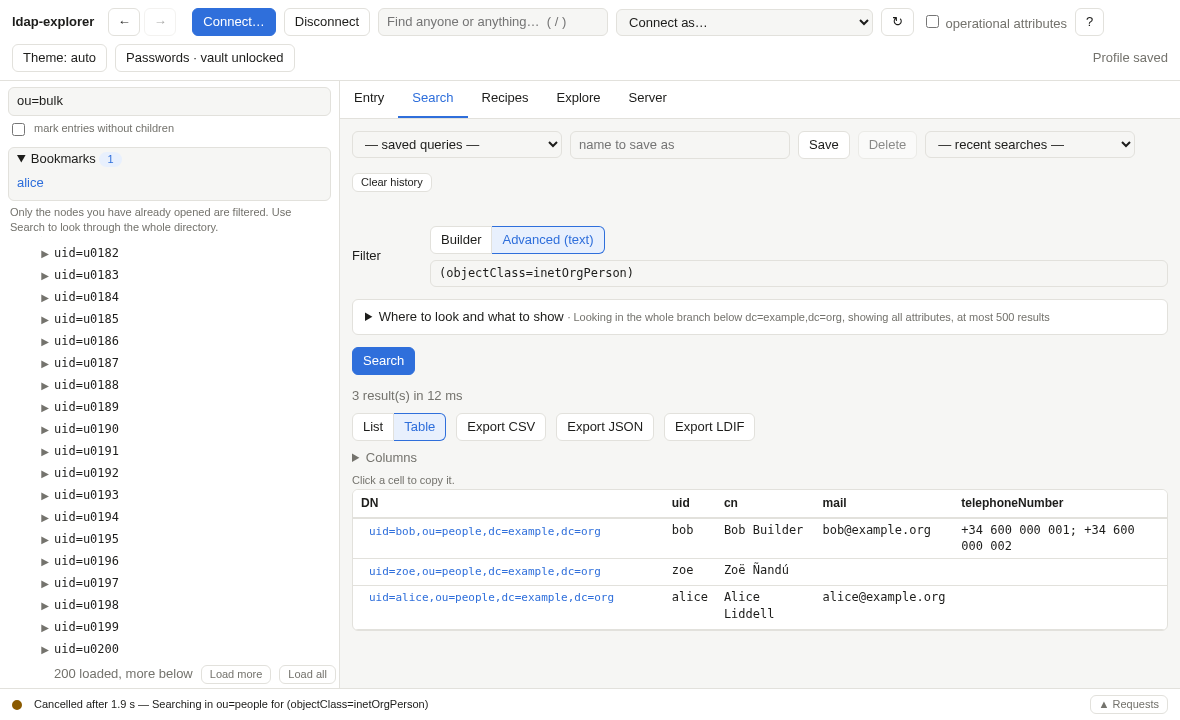 ldap-explorer ← → Connect… Disconnect Find anyone or anything… ( / ) Connect as… ↻ operational attributes ?
Theme: auto Passwords · vault unlocked Profile saved
ou=bulk
mark entries without children
▼ Bookmarks 1
alice
Only the nodes you have already opened are filtered. Use
Search to look through the whole directory.
▶ uid=u0182
▶ uid=u0183
▶ uid=u0184
▶ uid=u0185
▶ uid=u0186
▶ uid=u0187
▶ uid=u0188
▶ uid=u0189
▶ uid=u0190
▶ uid=u0191
▶ uid=u0192
▶ uid=u0193
▶ uid=u0194
▶ uid=u0195
▶ uid=u0196
▶ uid=u0197
▶ uid=u0198
▶ uid=u0199
▶ uid=u0200
200 loaded, more below Load more Load all
Entry Search Recipes Explore Server
— saved queries — name to save as Save Delete — recent searches —
Clear history
Filter
Builder Advanced (text)
(objectClass=inetOrgPerson)
▶ Where to look and what to show · Looking in the whole branch below dc=example,dc=org, showing all attributes, at most 500 results
Search
3 result(s) in 12 ms
List Table Export CSV Export JSON Export LDIF
▶ Columns
Click a cell to copy it.
DN uid cn mail telephoneNumber
uid=bob,ou=people,dc=example,dc=org bob Bob Builder bob@example.org +34 600 000 001; +34 600
000 002
uid=zoe,ou=people,dc=example,dc=org zoe Zoë Ñandú
uid=alice,ou=people,dc=example,dc=org alice Alice alice@example.org
Liddell
Cancelled after 1.9 s — Searching in ou=people for (objectClass=inetOrgPerson) ▲ Requests